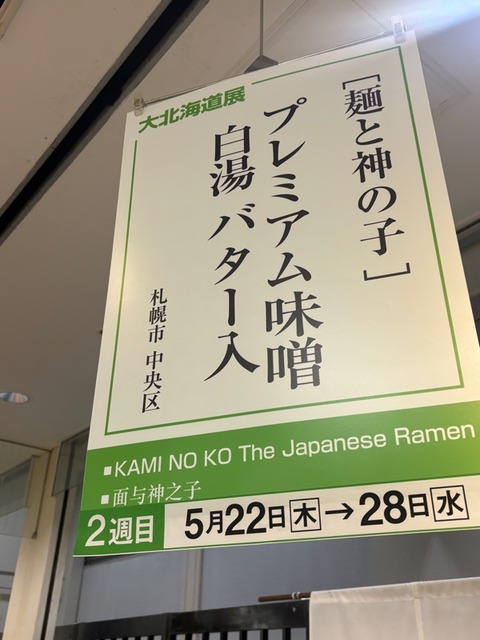 大北海道展
［麺と神の子］
プレミアム味噌
白湯 バター入
札幌市 中央区
■KAMI NO KO The Japanese Ramen
■面与神之子
2週目 5月22日木→28日水